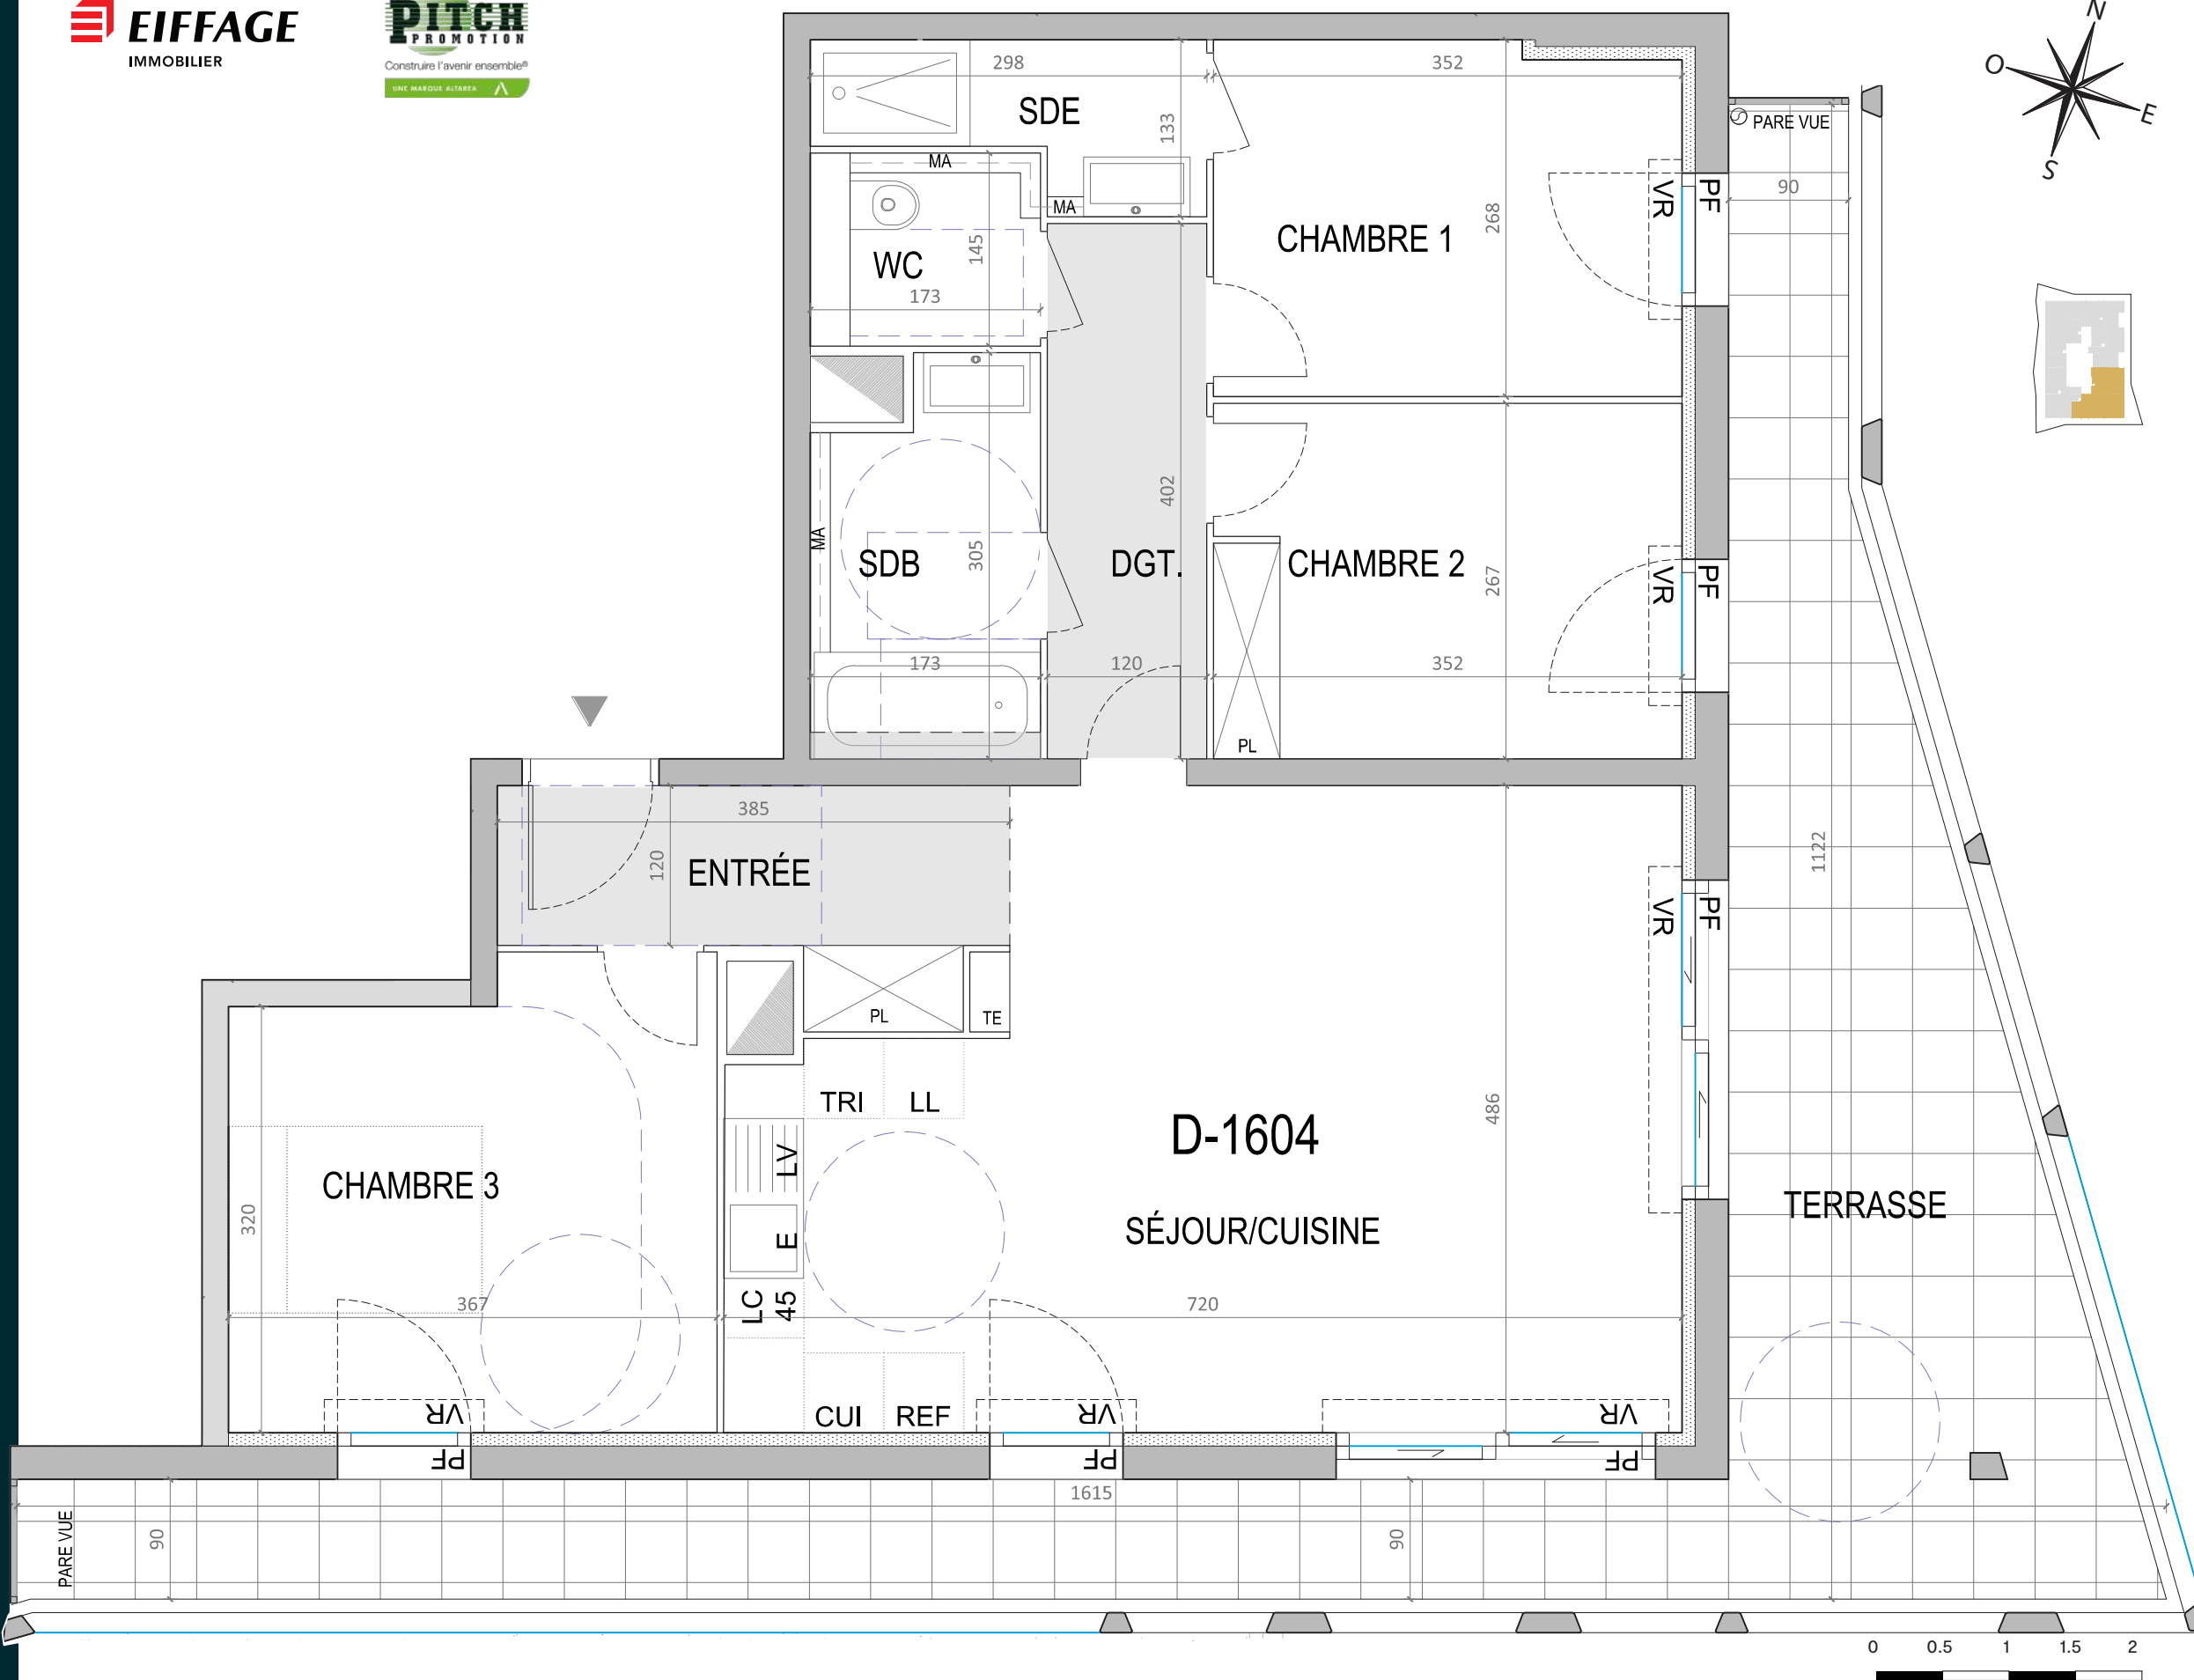 EIFFAGE
IMMOBILIER
PITCH
PROMOTION
Construire l'avenir ensemble®
UNE MARQUE ALTAREA
N
O
E
S
298
352
SDE
133
PARE VUE
MA
MA
90
VR
PF
268
CHAMBRE 1
145
WC
173
402
MA
SDB
305
DGT.
CHAMBRE 2
267
VR
PF
173
120
352
PL
385
120
ENTRÉE
1122
VR
PF
PL
TE
TRI
LL
D-1604
486
CHAMBRE 3
LV
320
E
SÉJOUR/CUISINE
TERRASSE
367
LC
45
720
CUI
REF
VR
VR
VR
PF
PF
PF
1615
PARE VUE
90
90
0 0.5 1 1.5 2